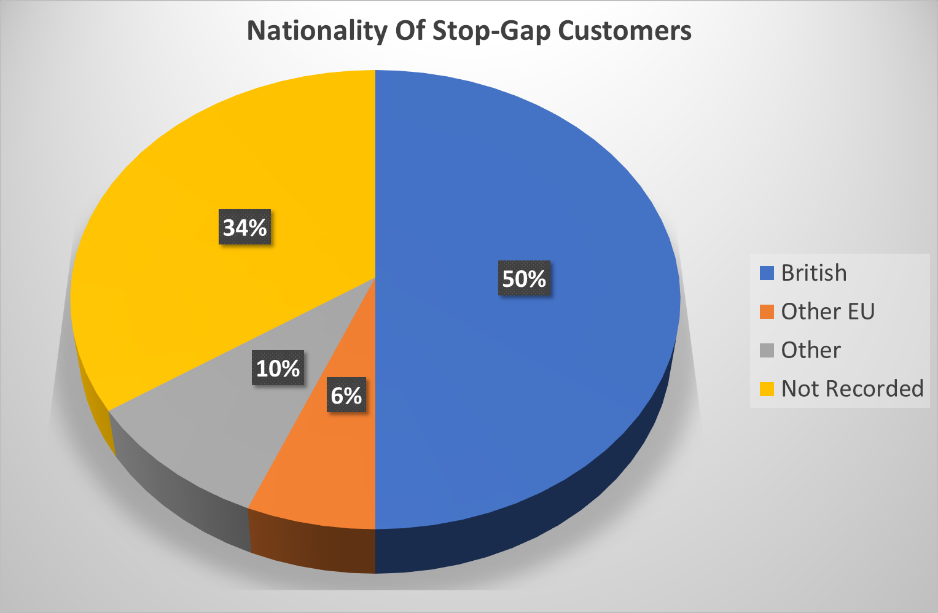 Nationality Of Stop-Gap Customers
34%
50%
10%
6%
British
Other EU
Other
Not Recorded